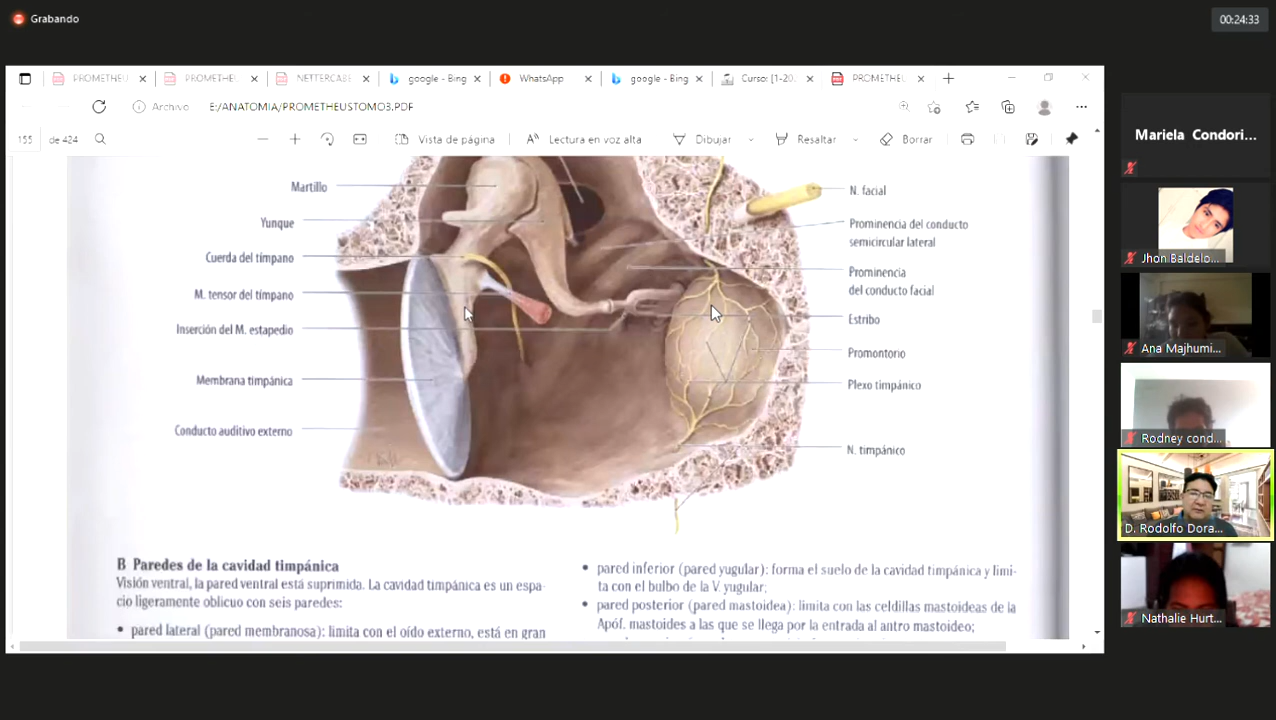 Grabando
00:24:33
PROMETHEU
PROMETHE
NETTERCABE
google - Bing
WhatsApp
google - Bing
Curso: [1-20
PROMETHE
Archivo
E:/ANATOMIA/PROMETHEUSTOMO3.PDF
155
de 424
Vista de página
Lectura en voz alta
Dibujar
Resaltar
Borrar
Martillo
Yunque
Cuerda del tímpano
M. tensor del tímpano
Inserción del M. estapedio
Membrana timpánica
Conducto auditivo externo
N. facial
Prominencia del conducto
semicircular lateral
Prominencia
del conducto facial
Estribo
Promontorio
Plexo timpánico
N. timpánico
B Paredes de la cavidad timpánica
Visión ventral, la pared ventral está suprimida. La cavidad timpánica es un espa-
cio ligeramente oblicuo con seis paredes:
• pared lateral (pared membranosa): limita con el oído externo, está en gran
• pared inferior (pared yugular): forma el suelo de la cavidad timpánica y limi-
ta con el bulbo de la V. yugular;
• pared posterior (pared mastoidea): limita con las celdillas mastoideas de la
Apóf. mastoides a las que se llega por la entrada al antro mastoideo;
Mariela Condori...
Jhon Baldelo...
Ana Majhumi...
Rodney cond...
D. Rodolfo Dora...
Nathalie Hurt...